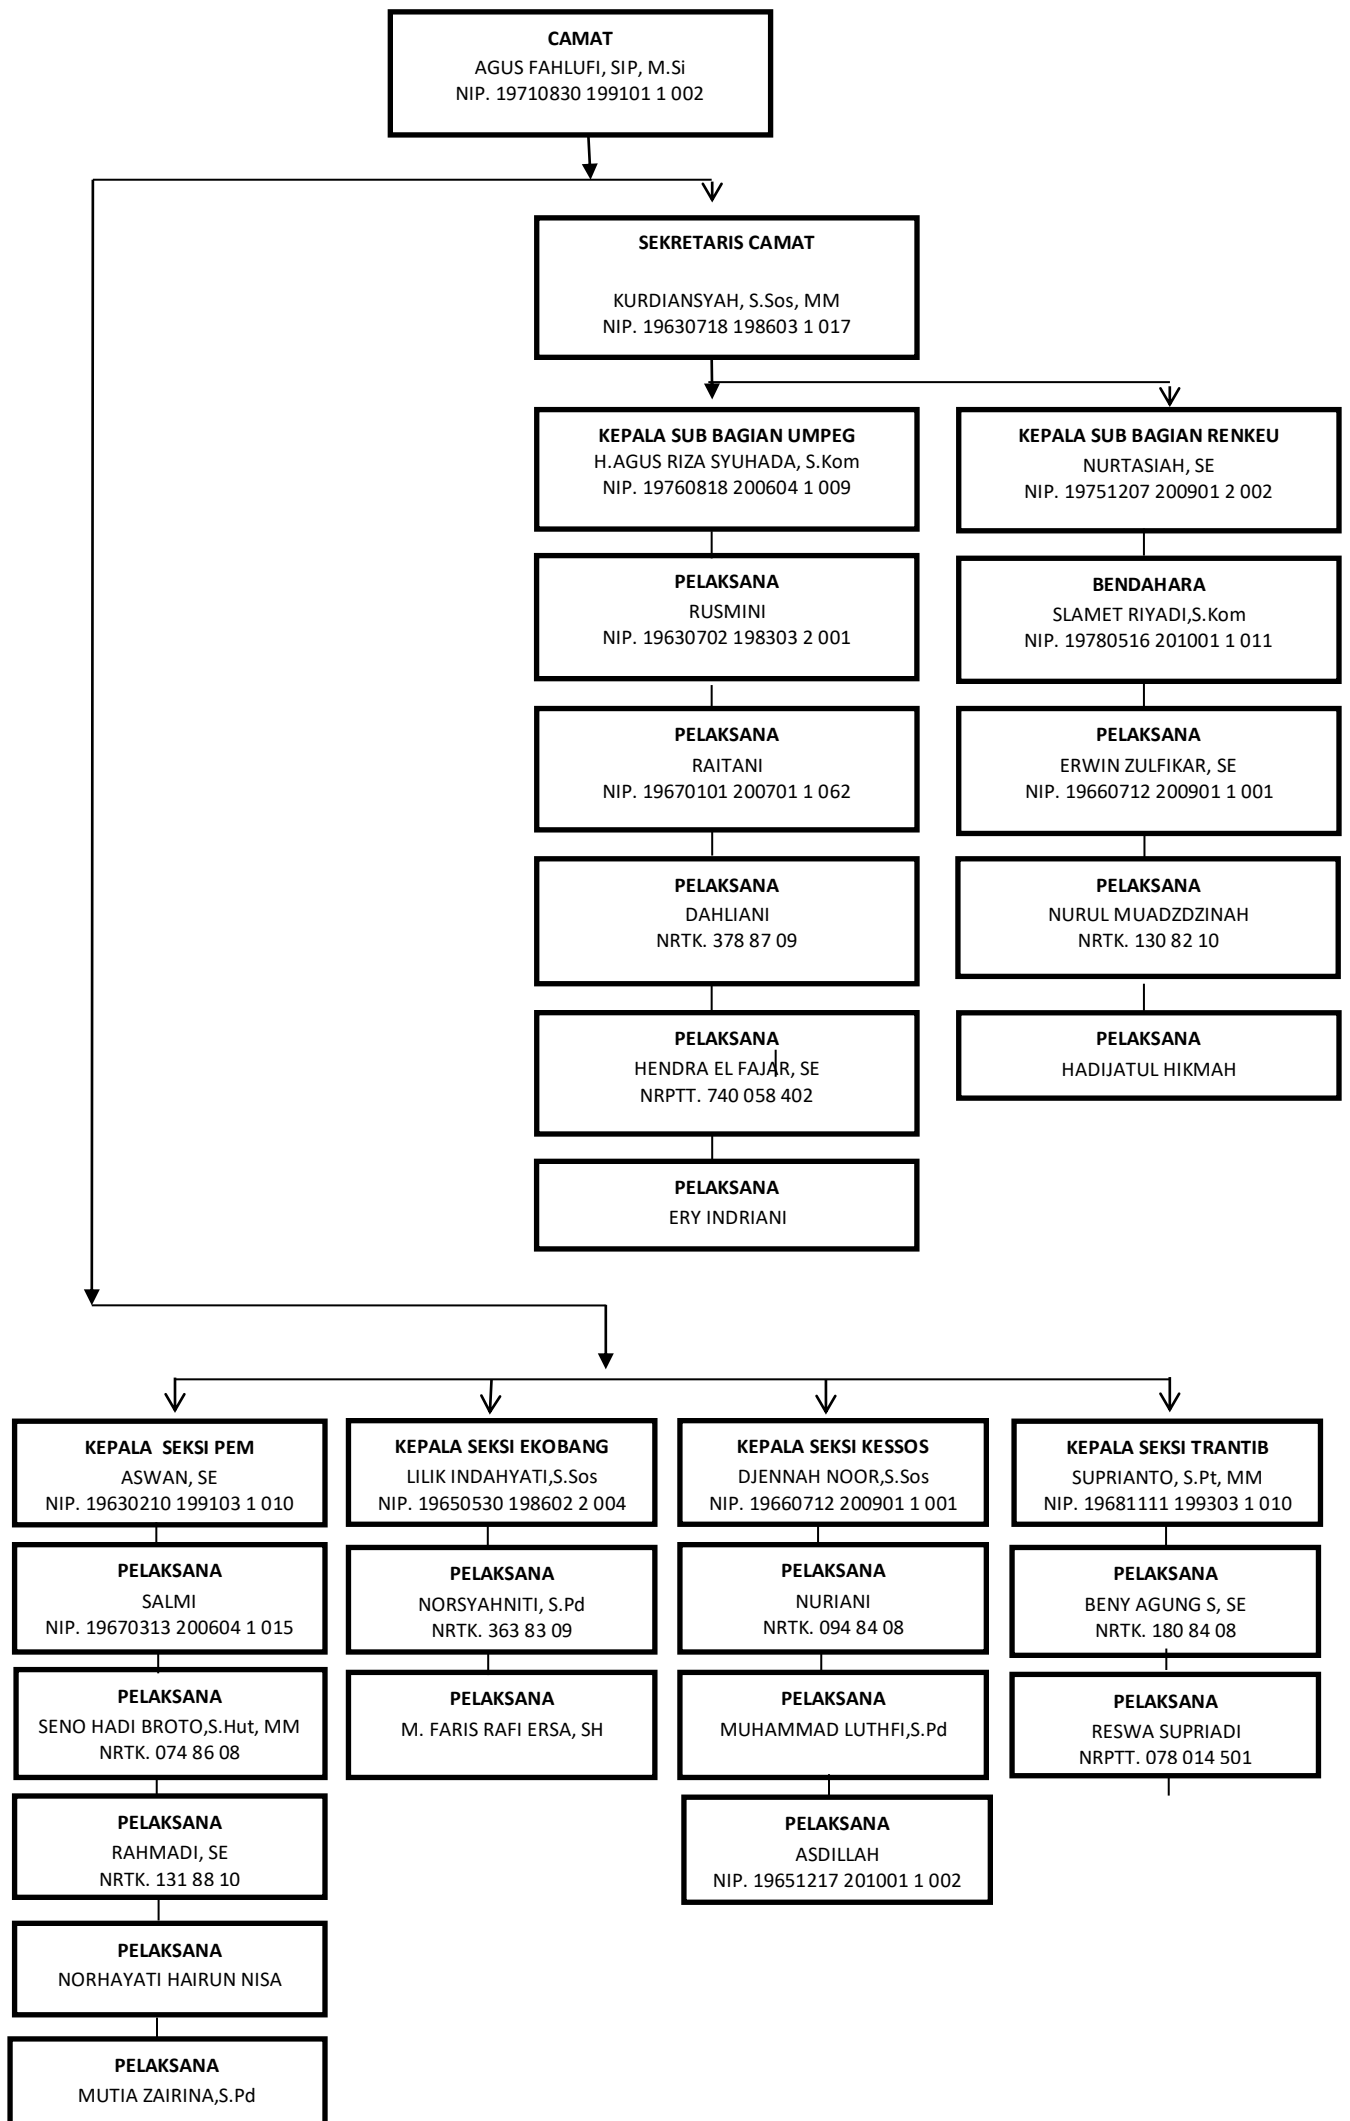 CAMAT
AGUS FAHLUFI, SIP, M.Si
NIP. 19710830 199101 1 002
SEKRETARIS CAMAT
KURDIANSYAH, S.Sos, MM
NIP. 19630718 198603 1 017
KEPALA SUB BAGIAN UMPEG
H.AGUS RIZA SYUHADA, S.Kom
NIP. 19760818 200604 1 009
PELAKSANA
RUSMINI
NIP. 19630702 198303 2 001
PELAKSANA
RAITANI
NIP. 19670101 200701 1 062
PELAKSANA
DAHLIANI
NRTK. 378 87 09
PELAKSANA
HENDRA EL FAJAR, SE
NRPTT. 740 058 402
PELAKSANA
ERY INDRIANI
KEPALA SUB BAGIAN RENKEU
NURTASIAH, SE
NIP. 19751207 200901 2 002
BENDAHARA
SLAMET RIYADI,S.Kom
NIP. 19780516 201001 1 011
PELAKSANA
ERWIN ZULFIKAR, SE
NIP. 19660712 200901 1 001
PELAKSANA
NURUL MUADZDZINAH
NRTK. 130 82 10
PELAKSANA
HADIJATUL HIKMAH
KEPALA  SEKSI PEM
ASWAN, SE
NIP. 19630210 199103 1 010
PELAKSANA
SALMI
NIP. 19670313 200604 1 015
PELAKSANA
SENO HADI BROTO,S.Hut, MM
NRTK. 074 86 08
PELAKSANA
RAHMADI, SE
NRTK. 131 88 10
PELAKSANA
NORHAYATI HAIRUN NISA
PELAKSANA
MUTIA ZAIRINA,S.Pd
KEPALA SEKSI EKOBANG
LILIK INDAHYATI,S.Sos
NIP. 19650530 198602 2 004
PELAKSANA
NORSYAHNITI, S.Pd
NRTK. 363 83 09
PELAKSANA
M. FARIS RAFI ERSA, SH
KEPALA SEKSI KESSOS
DJENNAH NOOR,S.Sos
NIP. 19660712 200901 1 001
PELAKSANA
NURIANI
NRTK. 094 84 08
PELAKSANA
MUHAMMAD LUTHFI,S.Pd
PELAKSANA
ASDILLAH
NIP. 19651217 201001 1 002
KEPALA SEKSI TRANTIB
SUPRIANTO, S.Pt, MM
NIP. 19681111 199303 1 010
PELAKSANA
BENY AGUNG S, SE
NRTK. 180 84 08
PELAKSANA
RESWA SUPRIADI
NRPTT. 078 014 501